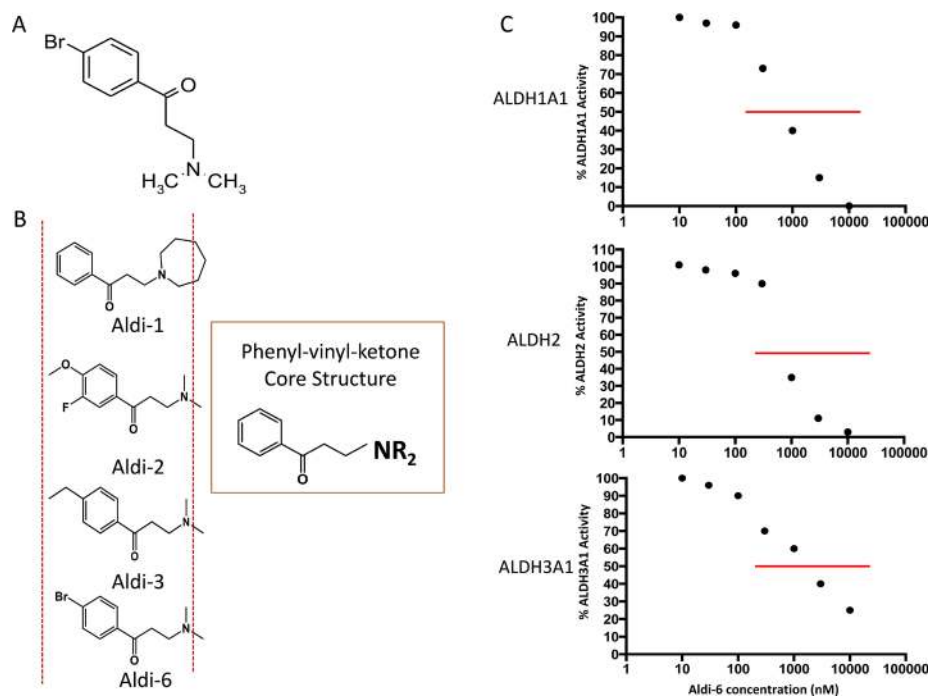 A
Br
O
N
H₃C
CH₃
B
N
O
Aldi-1
O
F
N
O
Aldi-2
N
O
Aldi-3
Br
N
O
Aldi-6
Phenyl-vinyl-ketone
Core Structure
O
NR₂
C
ALDH1A1
% ALDH1A1 Activity
100
90
80
70
60
50
40
30
20
10
0
1 10 100 1000 10000 100000
ALDH2
% ALDH2 Activity
110
100
90
80
70
60
50
40
30
20
10
0
1 10 100 1000 10000 100000
ALDH3A1
% ALDH3A1 Activity
100
90
80
70
60
50
40
30
20
10
0
1 10 100 1000 10000 100000
Aldi-6 concentration (nM)